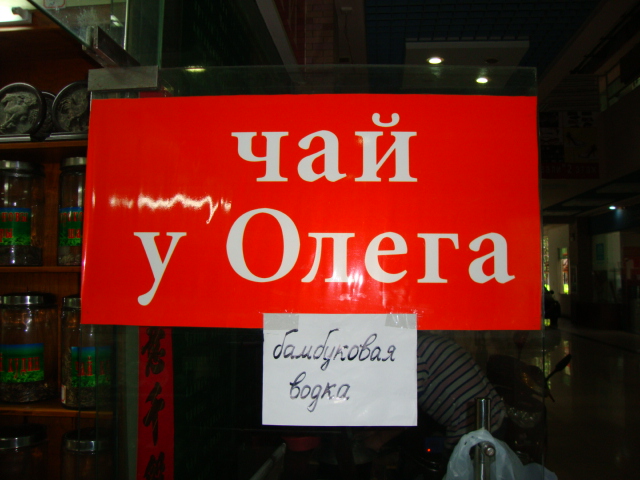 чай
у Олега
бамбуковая
водка